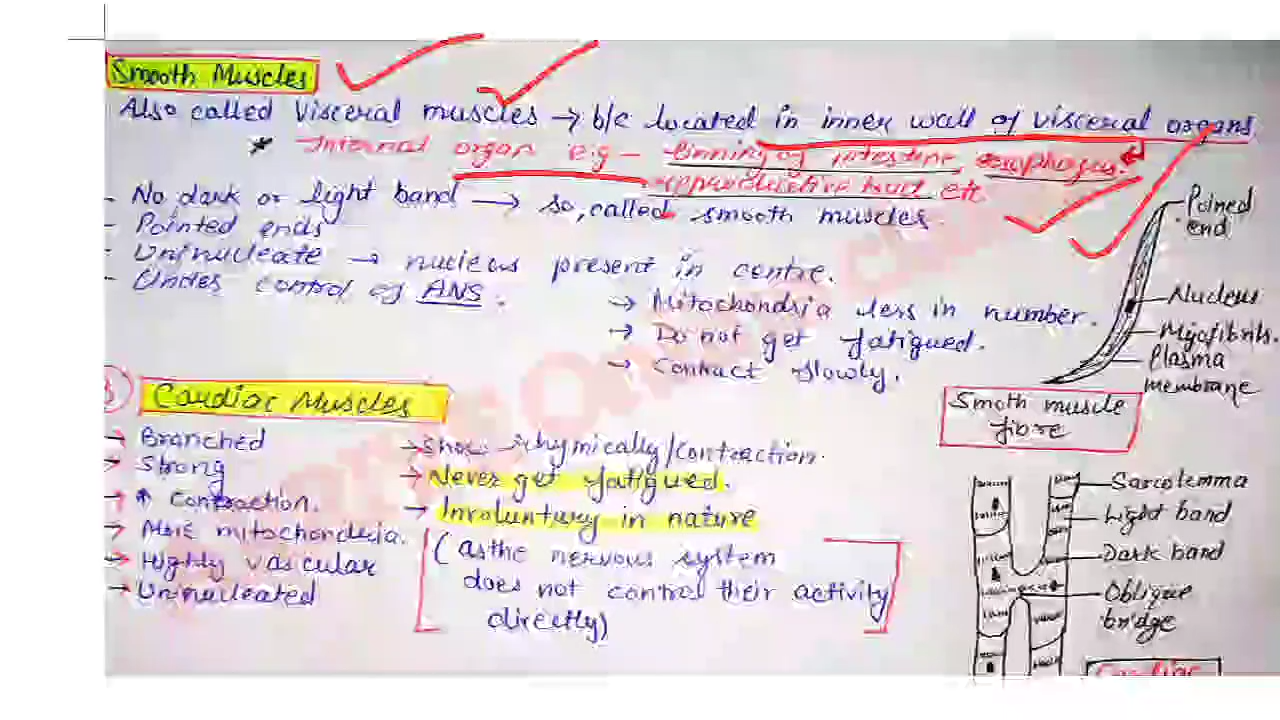 Smooth Muscles
Also called Visceral muscles → b/c located in inner wall of visceral organs.
* Internal organ e.g – Linning of intestine, esophagus.
reproductive tract etc
- No dark or light band → so, called smooth muscles.
- Pointed ends
- Uninucleate → nucleus present in centre.
- Under control of ANS.
→ Mitochondria less in number.
→ Do not get fatigued.
→ Contract slowly.
Poined end
Nucleus
Myofibrils.
Plasma membrane
Smoth muscle fibre
Cardiac Muscles
→ Branched
→ Strong
→ ↑ Contraction.
→ More mitochondria.
→ Highly vascular
→ Uninucleated
→ Show rhymically/contraction.
→ Never get fatigued.
→ Involuntary in nature
(as the nervous system
does not control their activity
directly)
Sarcolemma
Light band
Dark band
Oblique bridge